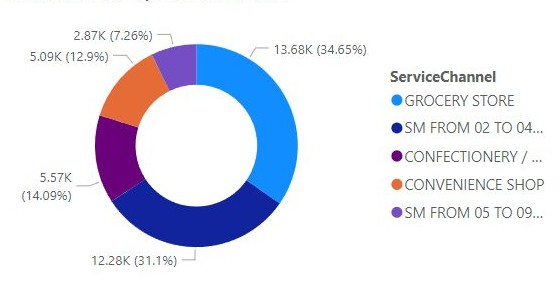 2.87K (7.26%)
13.68K (34.65%)
5.09K (12.9%)
5.57K
(14.09%)
12.28K (31.1%)
ServiceChannel
GROCERY STORE
SM FROM 02 TO 04...
CONFECTIONERY / ...
CONVENIENCE SHOP
SM FROM 05 TO 09...